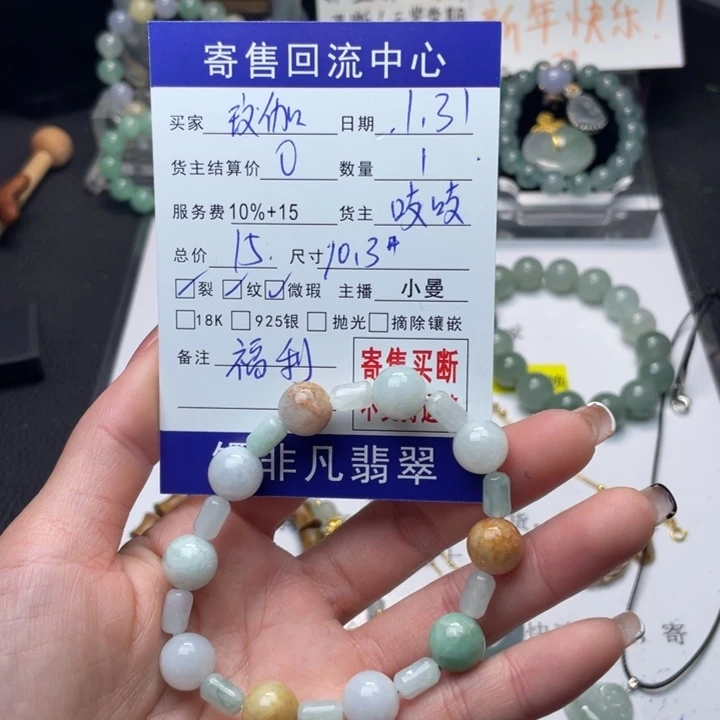 新年快乐!
寄售回流中心
买家 玟伽 日期 1.31
货主结算价 0 数量 1
服务费 10%+15 货主 吱吱
总价 15. 尺寸 10.3#
裂 纹 微瑕 主播 小曼
18K 925银 抛光 摘除镶嵌
备注 福利
寄售买断
非凡翡翠
寄